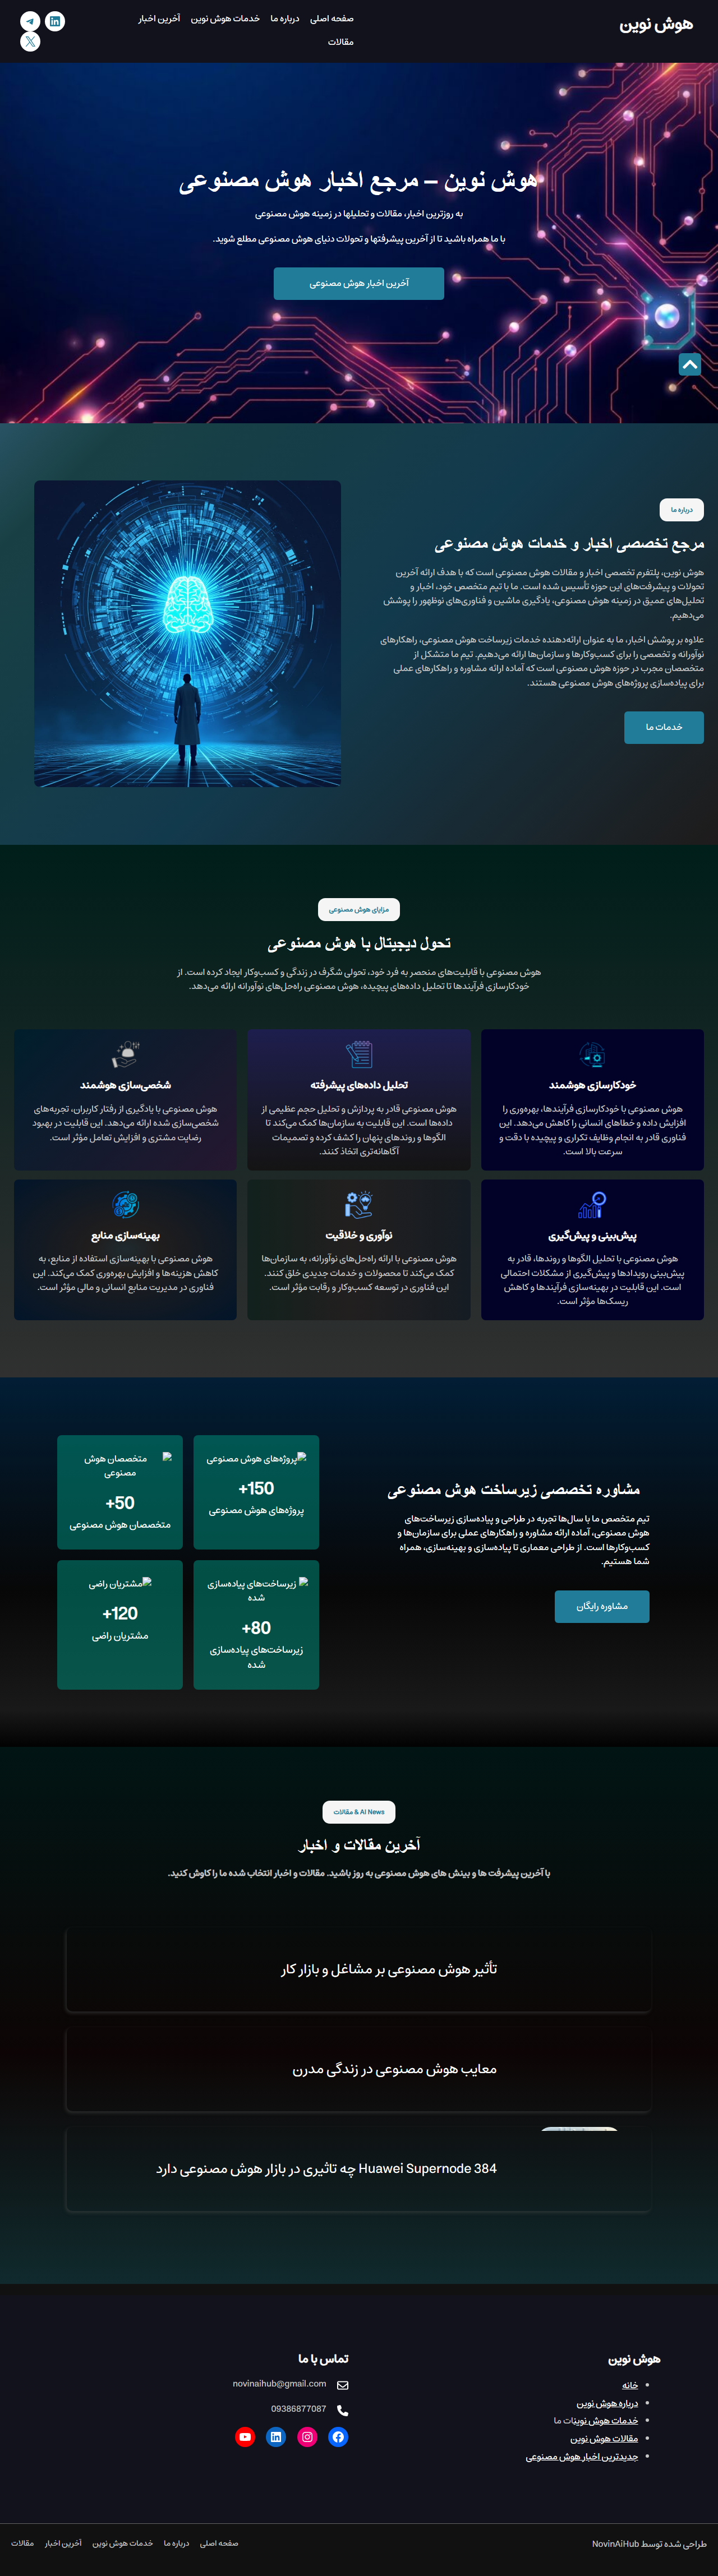 هوش نوین
صفحه اصلی درباره ما خدمات هوش نوین آخرین اخبار
مقالات
هوش نوین – مرجع اخبار هوش مصنوعی
به روزترین اخبار، مقالات و تحلیلها در زمینه هوش مصنوعی
با ما همراه باشید تا از آخرین پیشرفتها و تحولات دنیای هوش مصنوعی مطلع شوید.
آخرین اخبار هوش مصنوعی
درباره ما
مرجع تخصصی اخبار و خدمات هوش مصنوعی
هوش نوین، پلتفرم تخصصی اخبار و مقالات هوش مصنوعی است که با هدف ارائه آخرین
تحولات و پیشرفت‌های این حوزه تأسیس شده است. ما با تیم متخصص خود، اخبار و
تحلیل‌های عمیق در زمینه هوش مصنوعی، یادگیری ماشین و فناوری‌های نوظهور را پوشش
می‌دهیم.
علاوه بر پوشش اخبار، ما به عنوان ارائه‌دهنده خدمات زیرساخت هوش مصنوعی، راهکارهای
نوآورانه و تخصصی را برای کسب‌وکارها و سازمان‌ها ارائه می‌دهیم. تیم ما متشکل از
متخصصان مجرب در حوزه هوش مصنوعی است که آماده ارائه مشاوره و راهکارهای عملی
برای پیاده‌سازی پروژه‌های هوش مصنوعی هستند.
خدمات ما
مزایای هوش مصنوعی
تحول دیجیتال با هوش مصنوعی
هوش مصنوعی با قابلیت‌های منحصر به فرد خود، تحولی شگرف در زندگی و کسب‌وکار ایجاد کرده است. از
خودکارسازی فرآیندها تا تحلیل داده‌های پیچیده، هوش مصنوعی راه‌حل‌های نوآورانه ارائه می‌دهد.
خودکارسازی هوشمند
هوش مصنوعی با خودکارسازی فرآیندها، بهره‌وری را
افزایش داده و خطاهای انسانی را کاهش می‌دهد. این
فناوری قادر به انجام وظایف تکراری و پیچیده با دقت و
سرعت بالا است.
تحلیل داده‌های پیشرفته
هوش مصنوعی قادر به پردازش و تحلیل حجم عظیمی از
داده‌ها است. این قابلیت به سازمان‌ها کمک می‌کند تا
الگوها و روندهای پنهان را کشف کرده و تصمیمات
آگاهانه‌تری اتخاذ کنند.
شخصی‌سازی هوشمند
هوش مصنوعی با یادگیری از رفتار کاربران، تجربه‌های
شخصی‌سازی شده ارائه می‌دهد. این قابلیت در بهبود
رضایت مشتری و افزایش تعامل مؤثر است.
پیش‌بینی و پیش‌گیری
هوش مصنوعی با تحلیل الگوها و روندها، قادر به
پیش‌بینی رویدادها و پیش‌گیری از مشکلات احتمالی
است. این قابلیت در بهینه‌سازی فرآیندها و کاهش
ریسک‌ها مؤثر است.
نوآوری و خلاقیت
هوش مصنوعی با ارائه راه‌حل‌های نوآورانه، به سازمان‌ها
کمک می‌کند تا محصولات و خدمات جدیدی خلق کنند.
این فناوری در توسعه کسب‌وکار و رقابت مؤثر است.
بهینه‌سازی منابع
هوش مصنوعی با بهینه‌سازی استفاده از منابع، به
کاهش هزینه‌ها و افزایش بهره‌وری کمک می‌کند. این
فناوری در مدیریت منابع انسانی و مالی مؤثر است.
مشاوره تخصصی زیرساخت هوش مصنوعی
تیم متخصص ما با سال‌ها تجربه در طراحی و پیاده‌سازی زیرساخت‌های
هوش مصنوعی، آماده ارائه مشاوره و راهکارهای عملی برای سازمان‌ها و
کسب‌وکارها است. از طراحی معماری تا پیاده‌سازی و بهینه‌سازی، همراه
شما هستیم.
مشاوره رایگان
پروژه‌های هوش مصنوعی
+150
پروژه‌های هوش مصنوعی
متخصصان هوش
مصنوعی
+50
متخصصان هوش مصنوعی
زیرساخت‌های پیاده‌سازی
شده
+80
زیرساخت‌های پیاده‌سازی
شده
مشتریان راضی
+120
مشتریان راضی
مقالات & AI News
آخرین مقالات و اخبار
با آخرین پیشرفت ها و بینش های هوش مصنوعی به روز باشید. مقالات و اخبار انتخاب شده ما را کاوش کنید.
تأثیر هوش مصنوعی بر مشاغل و بازار کار
معایب هوش مصنوعی در زندگی مدرن
Huawei Supernode 384 چه تاثیری در بازار هوش مصنوعی دارد
هوش نوین
خانه
درباره هوش نوین
خدمات هوش نوینات ما
مقالات هوش نوین
جدیدترین اخبار هوش مصنوعی
تماس با ما
novinaihub@gmail.com
09386877087
طراحی شده توسط NovinAiHub
صفحه اصلی درباره ما خدمات هوش نوین آخرین اخبار مقالات